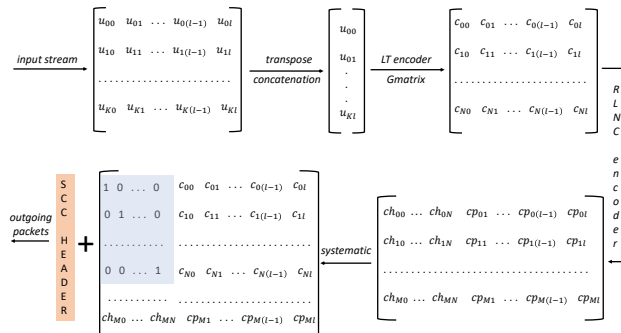 input stream
u00 u01 ... u0(l−1) u0l
u10 u11 ... u1(l−1) u1l
..............................
uK0 uK1 ... uK(l−1) uKl
transpose
concatenation
u00
u01
.
.
.
uKl
LT encoder
Gmatrix
c00 c01 ... c0(l−1) c0l
c10 c11 ... c1(l−1) c1l
..............................
cN0 cN1 ... cN(l−1) cNl
RLNC encoder
ch00 ... ch0N cp01 ... cp0(l−1) cp0l
ch10 ... ch1N cp11 ... cp1(l−1) cp1l
..............................
chM0 ... chMN cpM1 ... cpM(l−1) cpMl
systematic
1 0 ... 0 c00 c01 ... c0(l−1) c0l
0 1 ... 0 c10 c11 ... c1(l−1) c1l
..............................
0 0 ... 1 cN0 cN1 ... cN(l−1) cNl
..............................
chM0 ... chMN cpM1 ... cpM(l−1) cpMl
+
SCC HEADER
outgoing
packets